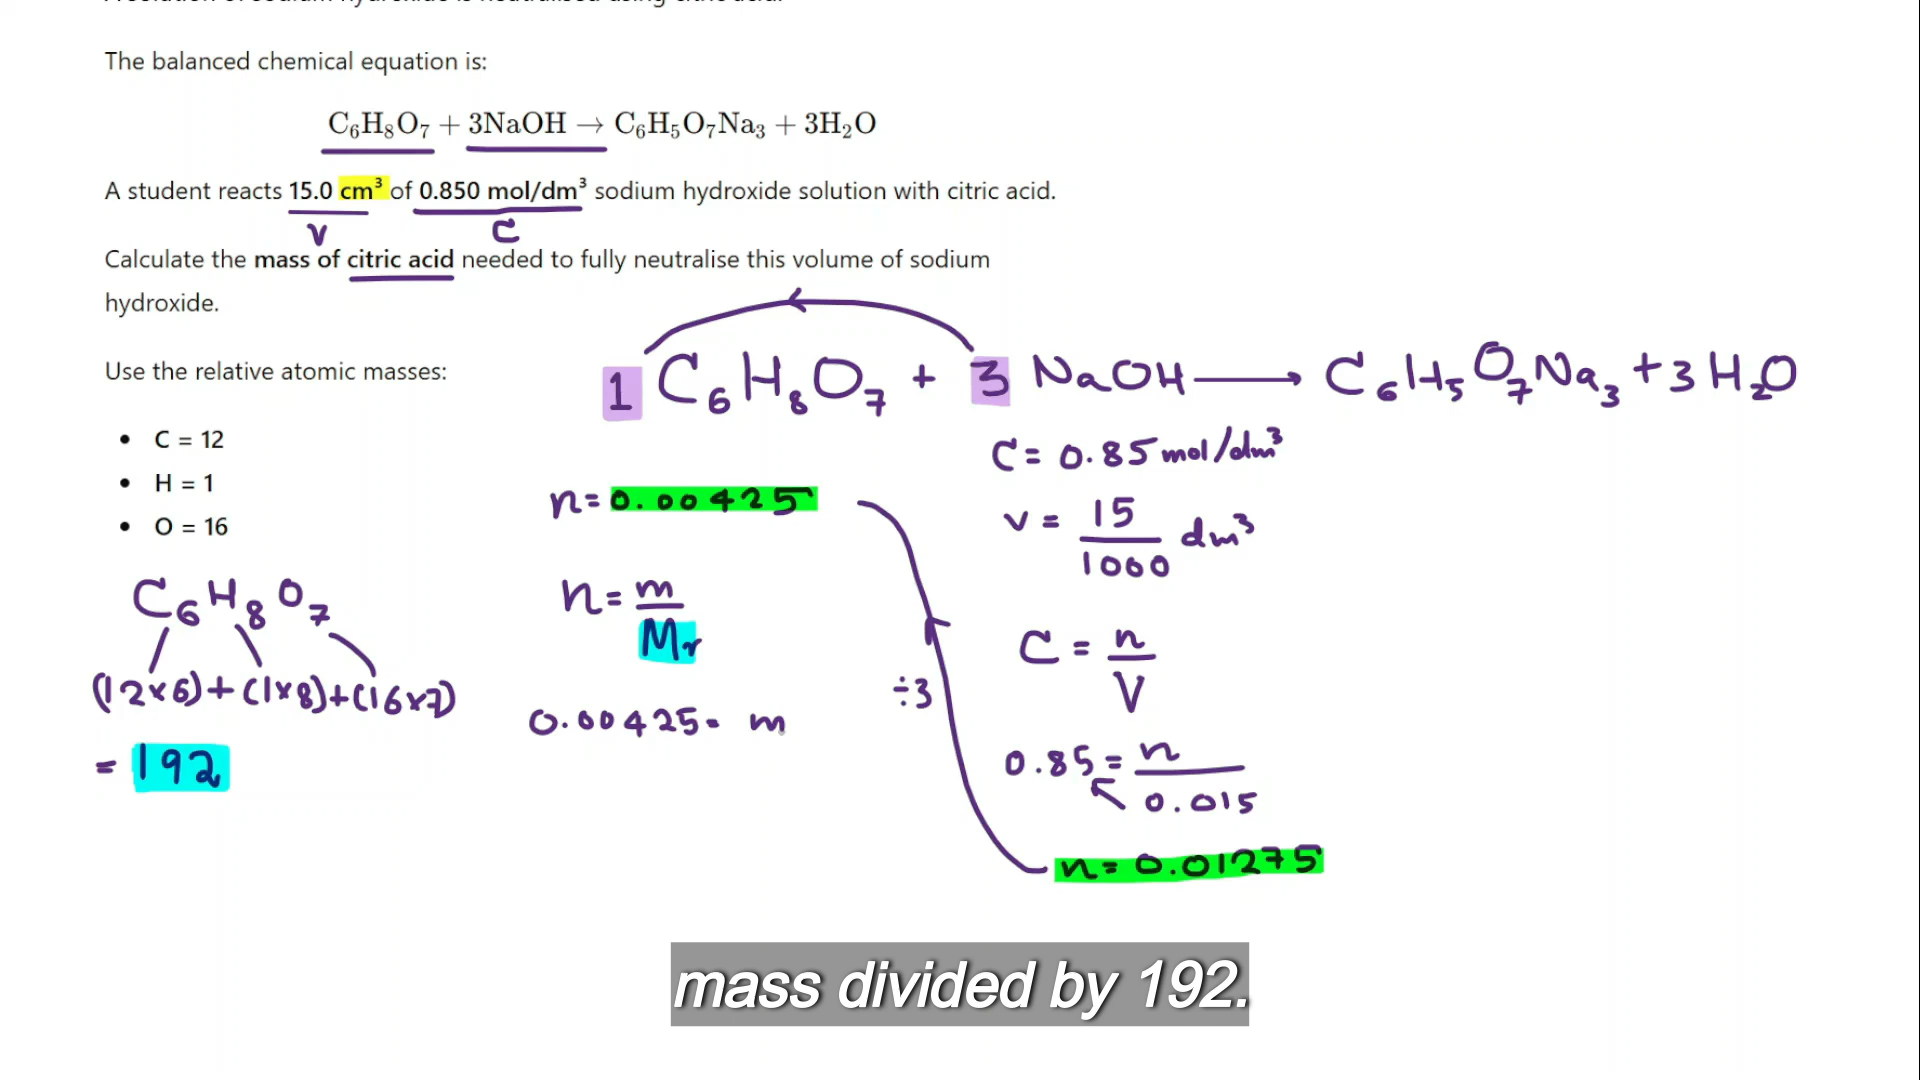 The balanced chemical equation is:
C₆H₈O₇ + 3NaOH → C₆H₅O₇Na₃ + 3H₂O
A student reacts 15.0 cm³ of 0.850 mol/dm³ sodium hydroxide solution with citric acid.
V C
Calculate the mass of citric acid needed to fully neutralise this volume of sodium
hydroxide.
Use the relative atomic masses:
• C = 12
• H = 1
• O = 16
C₆H₈O₇
(12×6)+(1×8)+(16×7)
= 192
1 C₆H₈O₇ + 3 NaOH → C₆H₅O₇Na₃ + 3H₂O
n = 0.00425
n = m/Mr
0.00425= m
÷3
C = 0.85 mol/dm³
v = 15/1000 dm³
C = n/V
0.85 = n/0.015
n = 0.01275
mass divided by 192.